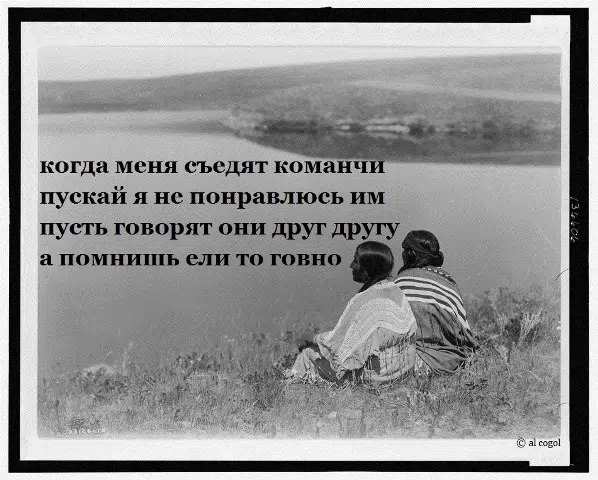 когда меня съедят команчи
пускай я не понравлюсь им
пусть говорят они друг другу
а помнишь ели то говно
© al cogol